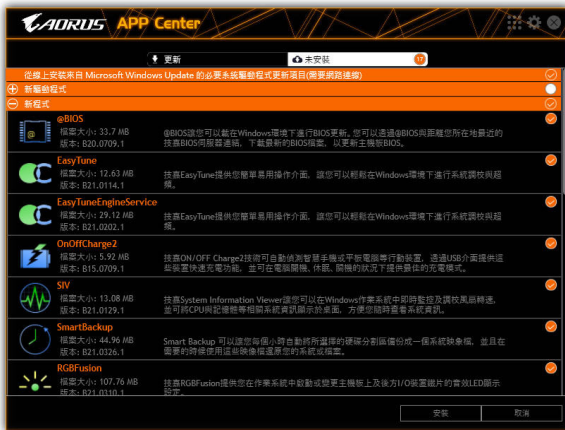 AORUS APP Center
更新
未安裝
17
從線上安裝來自 Microsoft Windows Update 的必要系統驅動程式更新項目(需要網路連線)
新驅動程式
新程式
@BIOS
檔案大小: 33.7 MB
版本: B20.0709.1
@BIOS讓您可以載在Windows環境下進行BIOS更新。您可以通過@BIOS與距離您所在地最近的
技嘉BIOS伺服器連結，下載最新的BIOS檔案，以更新主機板BIOS。
EasyTune
檔案大小: 12.63 MB
版本: B21.0114.1
技嘉EasyTune提供您簡單易用操作介面，讓您可以輕鬆在Windows環境下進行系統調校與超
頻。
EasyTuneEngineService
檔案大小: 29.12 MB
版本: B21.0202.1
技嘉EasyTune提供您簡單易用操作介面，讓您可以輕鬆在Windows環境下進行系統調校與超
頻。
OnOffCharge2
檔案大小: 5.92 MB
版本: B15.0709.1
技嘉ON/OFF Charge2技術可自動偵測智慧手機或平板電腦等行動裝置，透過USB介面提供這
些裝置快速充電功能，並可在電腦開機、休眠、關機的狀況下提供最佳的充電模式。
SIV
檔案大小: 13.08 MB
版本: B21.0129.1
技嘉System Information Viewer讓您可以在Windows作業系統中即時監控及調校風扇轉速，
並可將CPU與記憶體等相關系統資訊顯示於桌面，方便您隨時查看系統資訊。
SmartBackup
檔案大小: 44.96 MB
版本: B21.0326.1
Smart Backup 可以讓您每個小時自動將所選擇的硬碟分割區備份成一個系統映象檔，並且在
需要的時候使用這些映像檔還原您的系統或檔案。
RGBFusion
檔案大小: 107.76 MB
版本: B21.0310.1
技嘉RGBFusion提供您在作業系統中啟動或變更主機板上及後方I/O裝置鐵片的音效LED顯示
設定。
安裝
取消